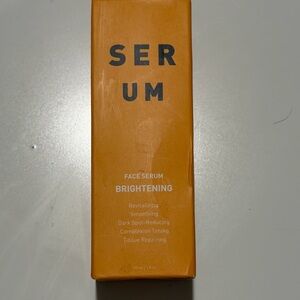 SER
UM
FACE SERUM
BRIGHTENING
Revitalizing
Smoothing
Dark Spot-Reducing
Complexion Toning
Tissue Repairing